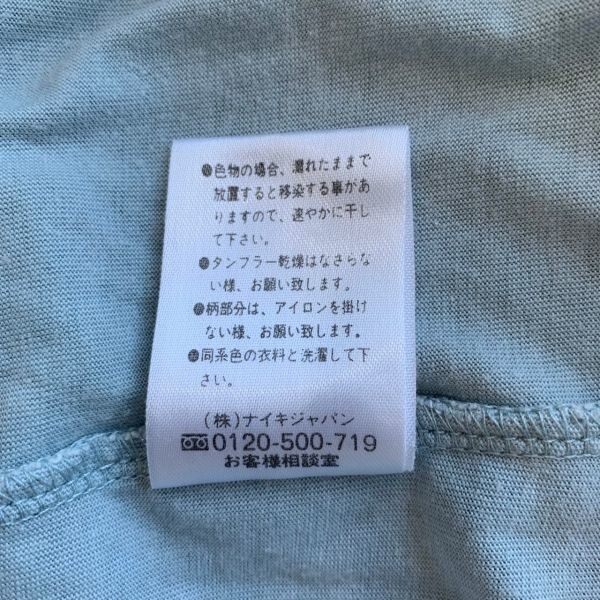 ●色物の場合、濡れたままで
放置すると移染する事があ
りますので、速やかに干し
て下さい。
●タンブラー乾燥はなさらな
い様、お願い致します。
●柄部分は、アイロンを掛け
ない様、お願い致します。
●同系色の衣料と洗濯して下
さい。
(株)ナイキジャパン
0120-500-719
お客様相談室